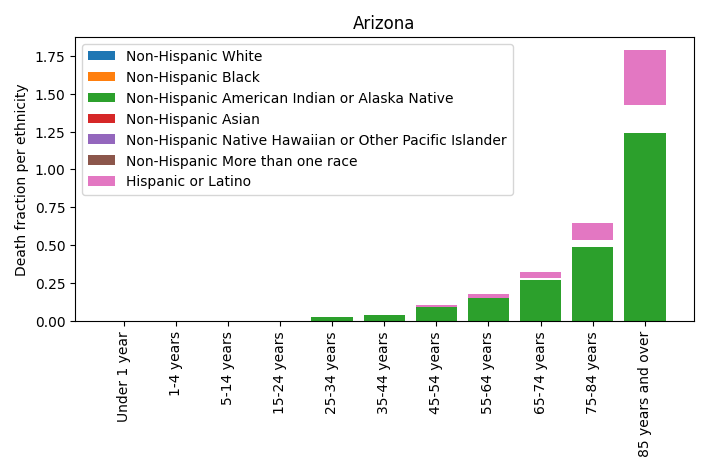 Arizona
Death fraction per ethnicity
1.75
1.50
1.25
1.00
0.75
0.50
0.25
0.00
Non-Hispanic White
Non-Hispanic Black
Non-Hispanic American Indian or Alaska Native
Non-Hispanic Asian
Non-Hispanic Native Hawaiian or Other Pacific Islander
Non-Hispanic More than one race
Hispanic or Latino
Under 1 year
1-4 years
5-14 years
15-24 years
25-34 years
35-44 years
45-54 years
55-64 years
65-74 years
75-84 years
85 years and over